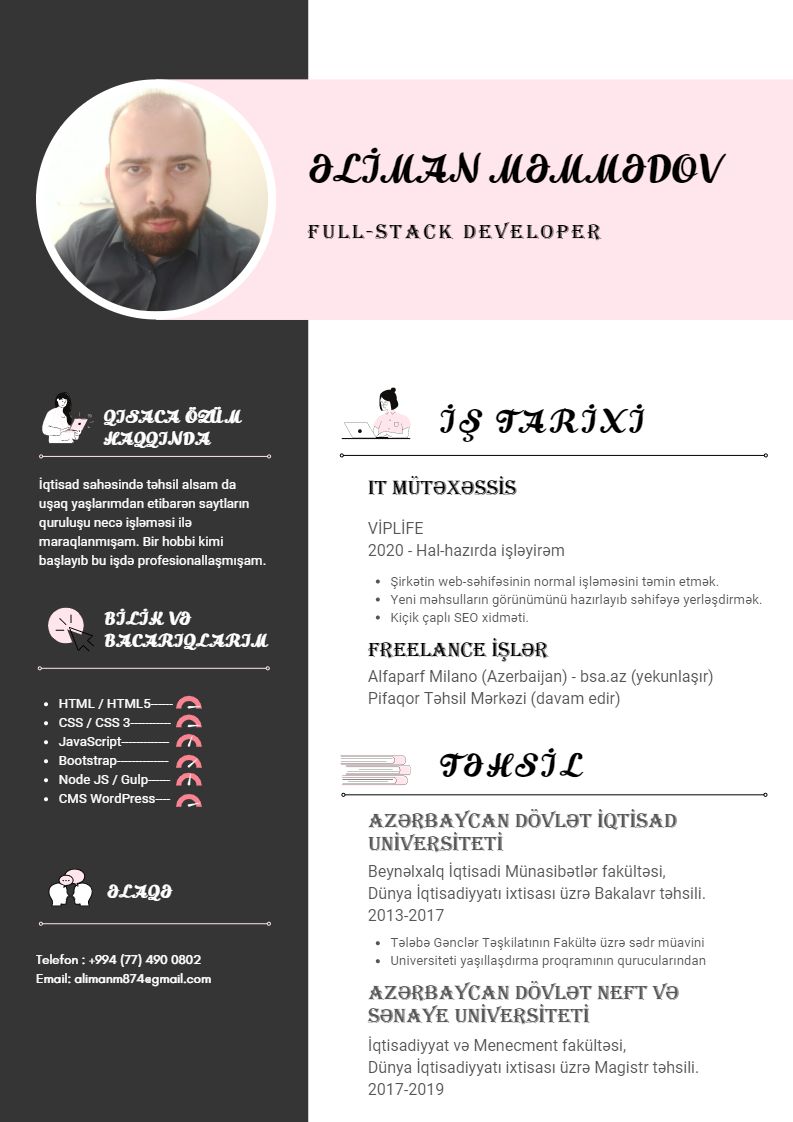 ƏLİMAN MƏMMƏDOV
FULL-STACK DEVELOPER
QISACA ÖZÜM
HAQQINDA
İqtisad sahəsində təhsil alsam da
uşaq yaşlarımdan etibarən saytların
quruluşu necə işləməsi ilə
maraqlanmışam. Bir hobbi kimi
başlayıb bu işdə profesionallaşmışam.
BİLİK VƏ
BACARIQLARIM
• HTML / HTML5------
• CSS / CSS 3-----------
• JavaScript-------------
• Bootstrap--------------
• Node JS / Gulp------
• CMS WordPress----
ƏLAQƏ
Telefon : +994 (77) 490 0802
Email: alimanm874@gmail.com
İŞ TARİXİ
IT MÜTƏXƏSSİS
VİPLİFE
2020 - Hal-hazırda işləyirəm
• Şirkətin web-səhifəsinin normal işləməsini təmin etmək.
• Yeni məhsulların görünümünü hazırlayıb səhifəyə yerləşdirmək.
• Kiçik çaplı SEO xidməti.
FREELANCE İŞLƏR
Alfaparf Milano (Azerbaijan) - bsa.az (yekunlaşır)
Pifaqor Təhsil Mərkəzi (davam edir)
TƏHSİL
AZƏRBAYCAN DÖVLƏT İQTİSAD
UNİVERSİTETİ
Beynəlxalq İqtisadi Münasibətlər fakültəsi,
Dünya İqtisadiyyatı ixtisası üzrə Bakalavr təhsili.
2013-2017
• Tələbə Gənclər Təşkilatının Fakültə üzrə sədr müavini
• Universiteti yaşıllaşdırma proqramının qurucularından
AZƏRBAYCAN DÖVLƏT NEFT VƏ
SƏNAYE UNİVERSİTETİ
İqtisadiyyat və Menecment fakültəsi,
Dünya İqtisadiyyatı ixtisası üzrə Magistr təhsili.
2017-2019